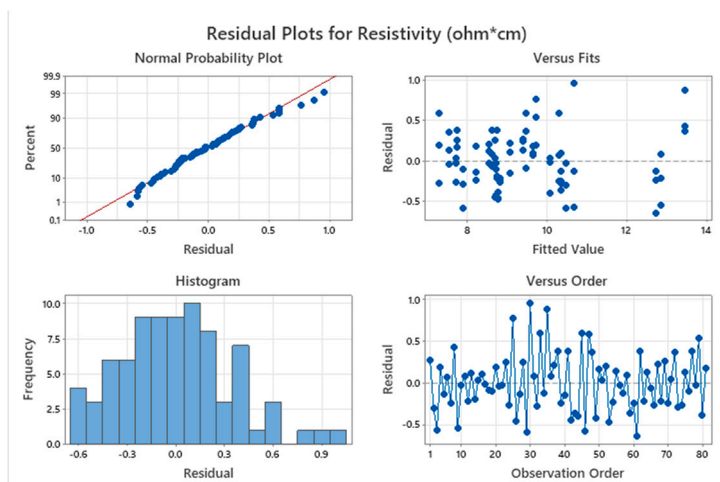 Residual Plots for Resistivity (ohm*cm)
Normal Probability Plot
99.9
99
90
50
10
1
0.1
Percent
-1.0 -0.5 0.0 0.5 1.0
Residual
Versus Fits
1.0
0.5
0.0
-0.5
Residual
8 10 12 14
Fitted Value
Histogram
10.0
7.5
5.0
2.5
0.0
Frequency
-0.6 -0.3 0.0 0.3 0.6 0.9
Residual
Versus Order
1.0
0.5
0.0
-0.5
Residual
1 10 20 30 40 50 60 70 80
Observation Order